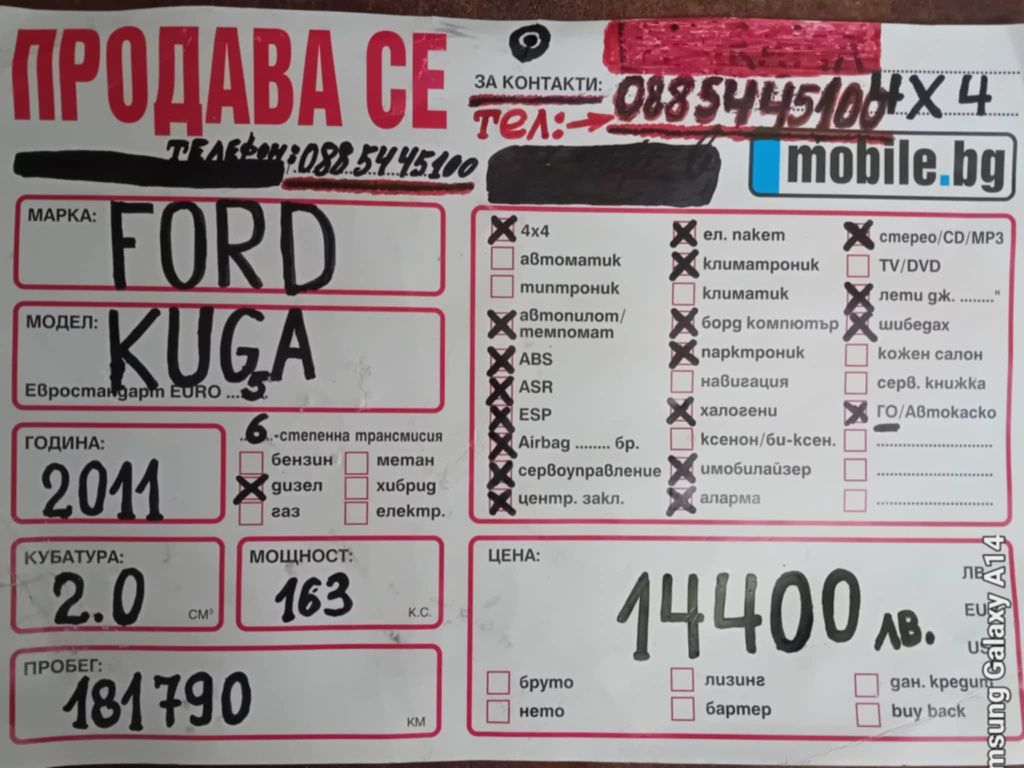 ПРОДАВА СЕ
ЗА КОНТАКТИ:
тел:→ 0885445100 4X4
ТЕЛЕФОН: 0885445100
mobile.bg
МАРКА: FORD
МОДЕЛ: KUGA
Евростандарт EURO ...5
ГОДИНА: 2011
..6..-степенна трансмисия
бензин
метан
дизел
хибрид
газ
електр.
КУБАТУРА: 2.0 СМ³
МОЩНОСТ: 163 К.С.
ПРОБЕГ: 181790 КМ
4x4
автоматик
типтроник
автопилот/
темпомат
ABS
ASR
ESP
Airbag ....... бр.
сервоуправление
центр. закл.
ел. пакет
климатроник
климатик
борд компютър
парктроник
навигация
халогени
ксенон/би-ксен.
имобилайзер
аларма
стерео/CD/MP3
TV/DVD
лети дж. ........"
шибедах
кожен салон
серв. книжка
ГО/Автокаско
ЦЕНА: 14400 лв.
ЛВ
EU
U
бруто
нето
лизинг
бартер
дан. кредит
buy back
msung Galaxy A14